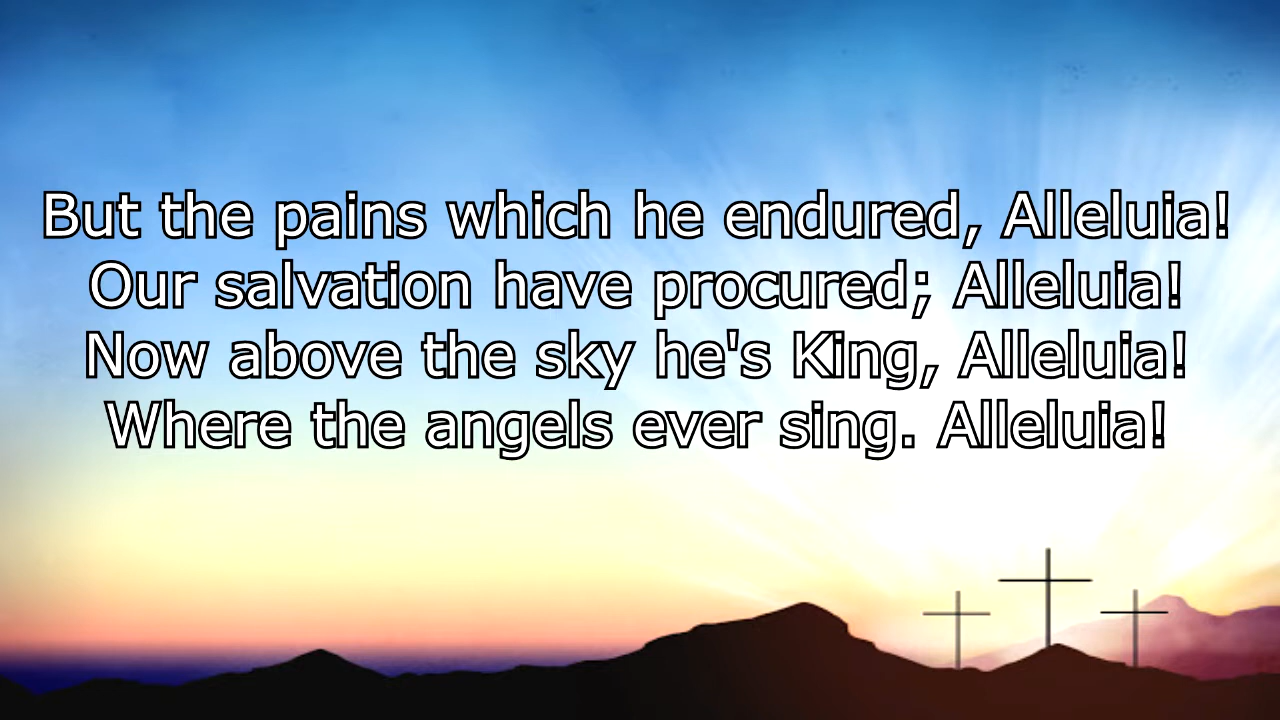 But the pains which he endured, Alleluia!
Our salvation have procured; Alleluia!
Now above the sky he's King, Alleluia!
Where the angels ever sing. Alleluia!